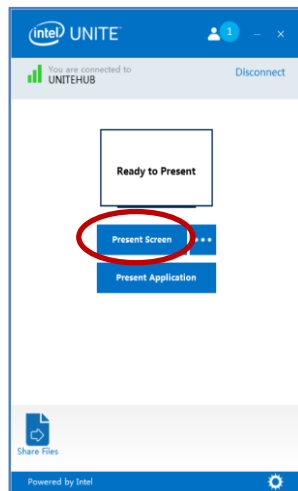 intel UNITE™
1
You are connected to
UNITEHUB
Disconnect
Ready to Present
Present Screen
Present Application
Share Files
Powered by Intel